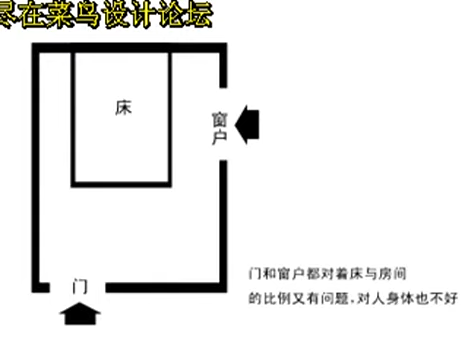 尽在菜鸟设计论坛
床
窗户
门
门和窗户都对着床与房间
的比例又有问题,对人身体也不好